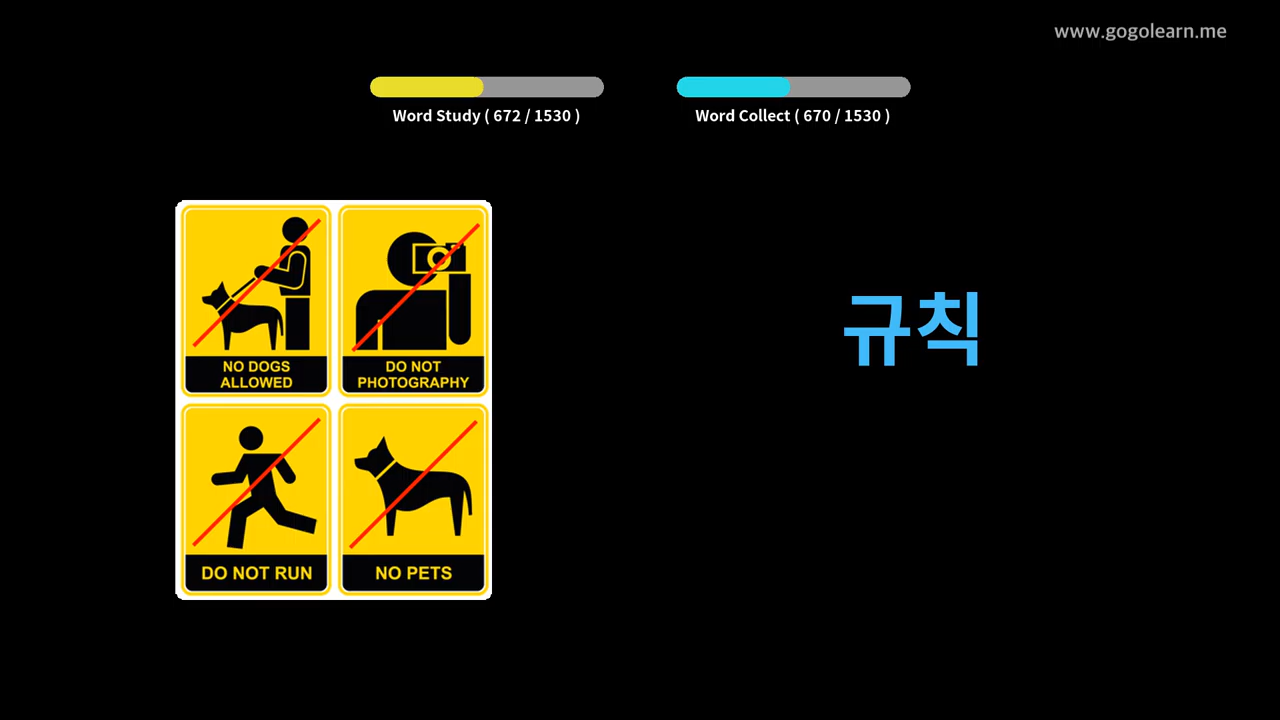 www.gogolearn.me
Word Study ( 672 / 1530 )
Word Collect ( 670 / 1530 )
NO DOGS
ALLOWED
DO NOT
PHOTOGRAPHY
DO NOT RUN
NO PETS
규칙